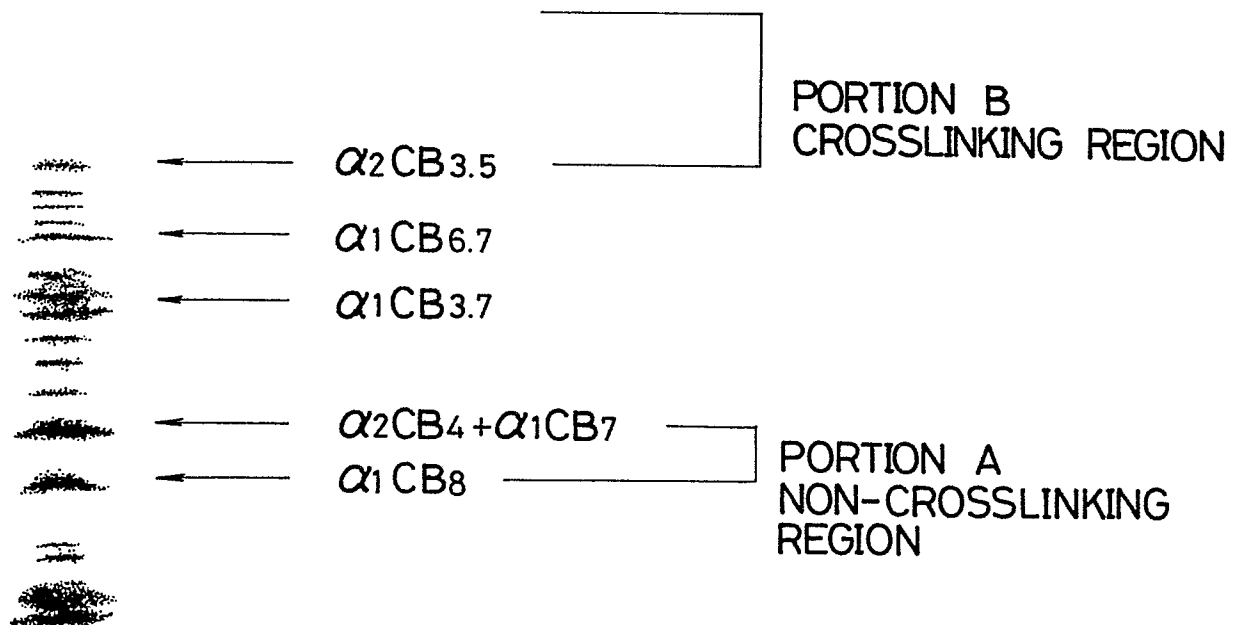 PORTION B
CROSSLINKING REGION
α2CB3.5
α1CB6.7
α1CB3.7
α2CB4+α1CB7
α1CB8
PORTION A
NON-CROSSLINKING
REGION